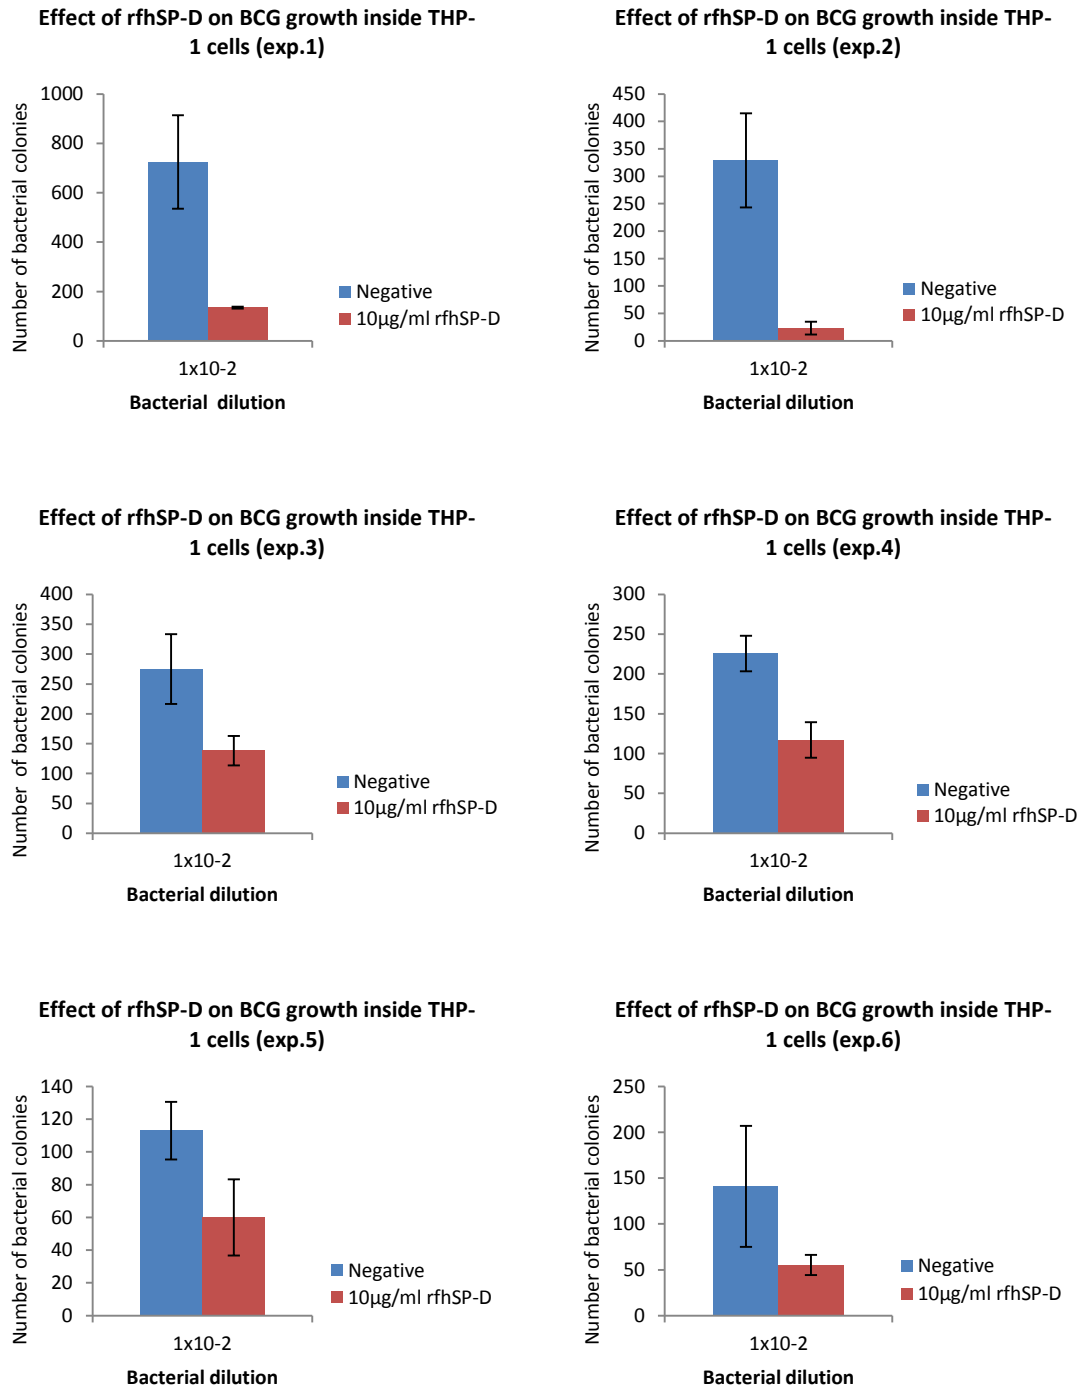 Effect of rfhSP-D on BCG growth inside THP-
1 cells (exp.1)
Number of bacterial colonies
1000
800
600
400
200
0
1x10-2
Bacterial dilution
Negative
10µg/ml rfhSP-D
Effect of rfhSP-D on BCG growth inside THP-
1 cells (exp.2)
Number of bacterial colonies
450
400
350
300
250
200
150
100
50
0
1x10-2
Bacterial dilution
Negative
10µg/ml rfhSP-D
Effect of rfhSP-D on BCG growth inside THP-
1 cells (exp.3)
Number of bacterial colonies
400
350
300
250
200
150
100
50
0
1x10-2
Bacterial dilution
Negative
10µg/ml rfhSP-D
Effect of rfhSP-D on BCG growth inside THP-
1 cells (exp.4)
Number of bacterial colonies
300
250
200
150
100
50
0
1x10-2
Bacterial dilution
Negative
10µg/ml rfhSP-D
Effect of rfhSP-D on BCG growth inside THP-
1 cells (exp.5)
Number of bacterial colonies
140
120
100
80
60
40
20
0
1x10-2
Bacterial dilution
Negative
10µg/ml rfhSP-D
Effect of rfhSP-D on BCG growth inside THP-
1 cells (exp.6)
Number of bacterial colonies
250
200
150
100
50
0
1x10-2
Bacterial dilution
Negative
10µg/ml rfhSP-D